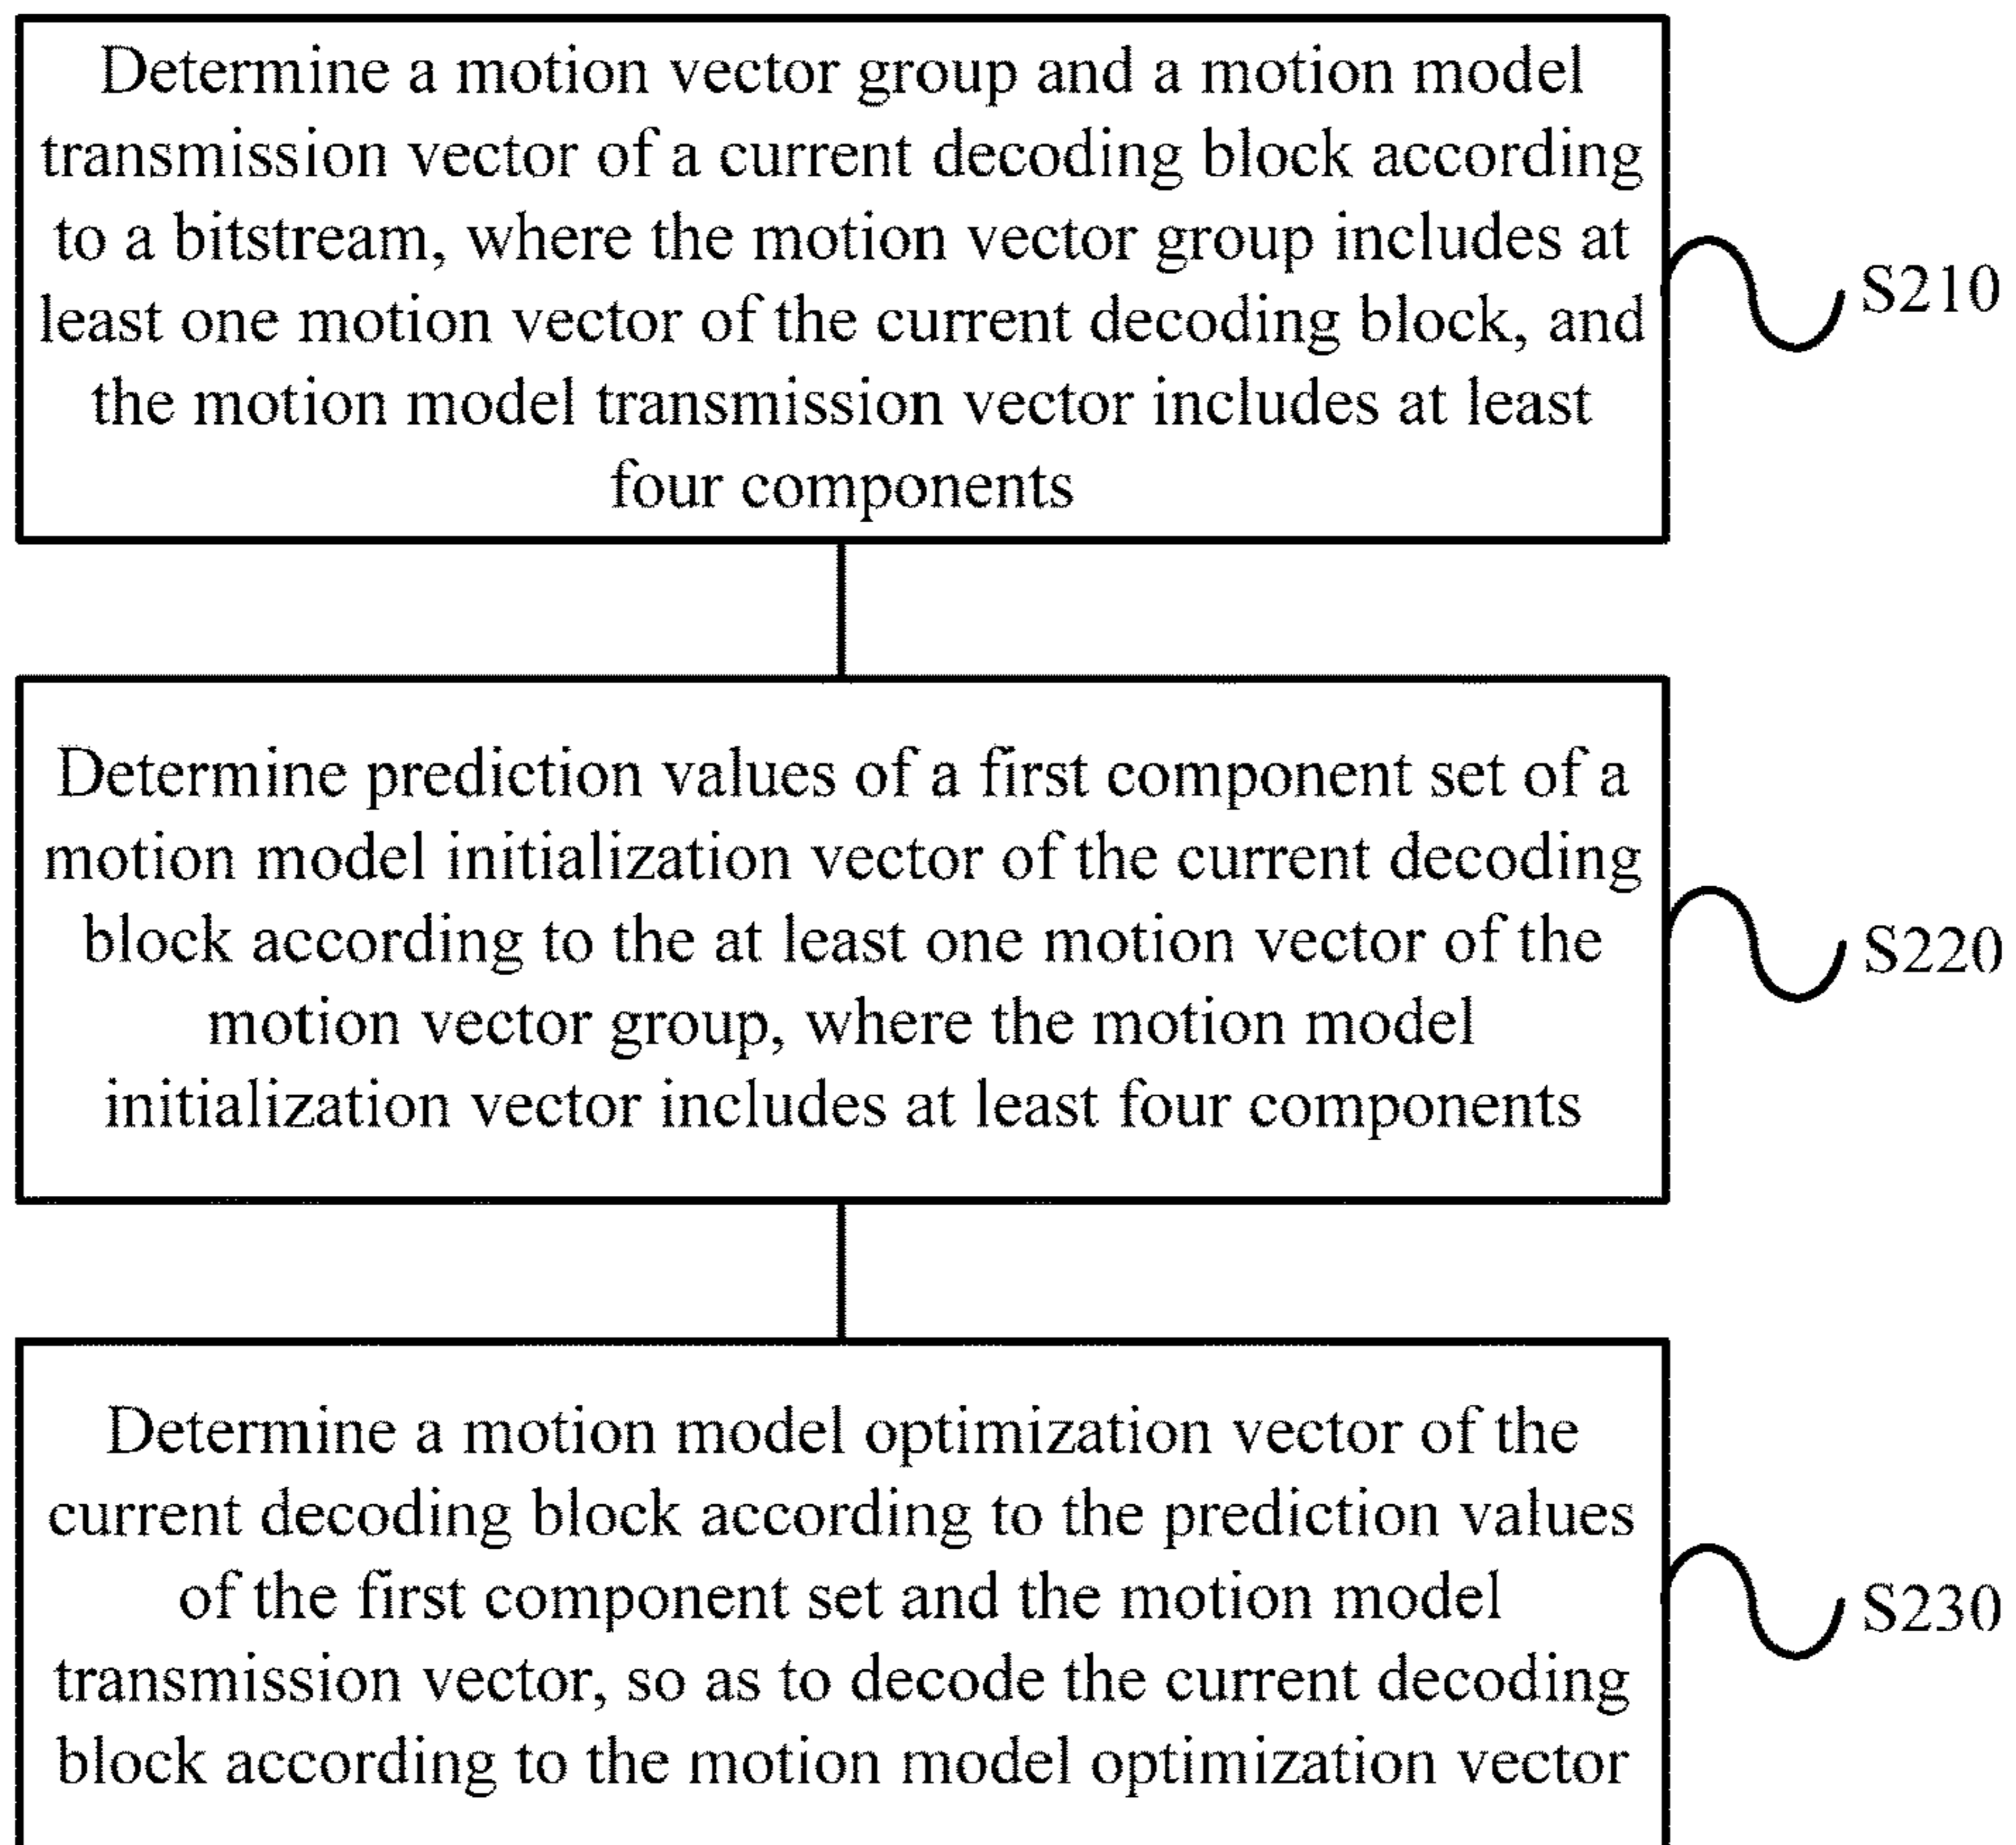 Determine a motion vector group and a motion model
transmission vector of a current decoding block according
to a bitstream, where the motion vector group includes at
least one motion vector of the current decoding block, and
the motion model transmission vector includes at least
four components
S210
Determine prediction values of a first component set of a
motion model initialization vector of the current decoding
block according to the at least one motion vector of the
motion vector group, where the motion model
initialization vector includes at least four components
S220
Determine a motion model optimization vector of the
current decoding block according to the prediction values
of the first component set and the motion model
transmission vector, so as to decode the current decoding
block according to the motion model optimization vector
S230